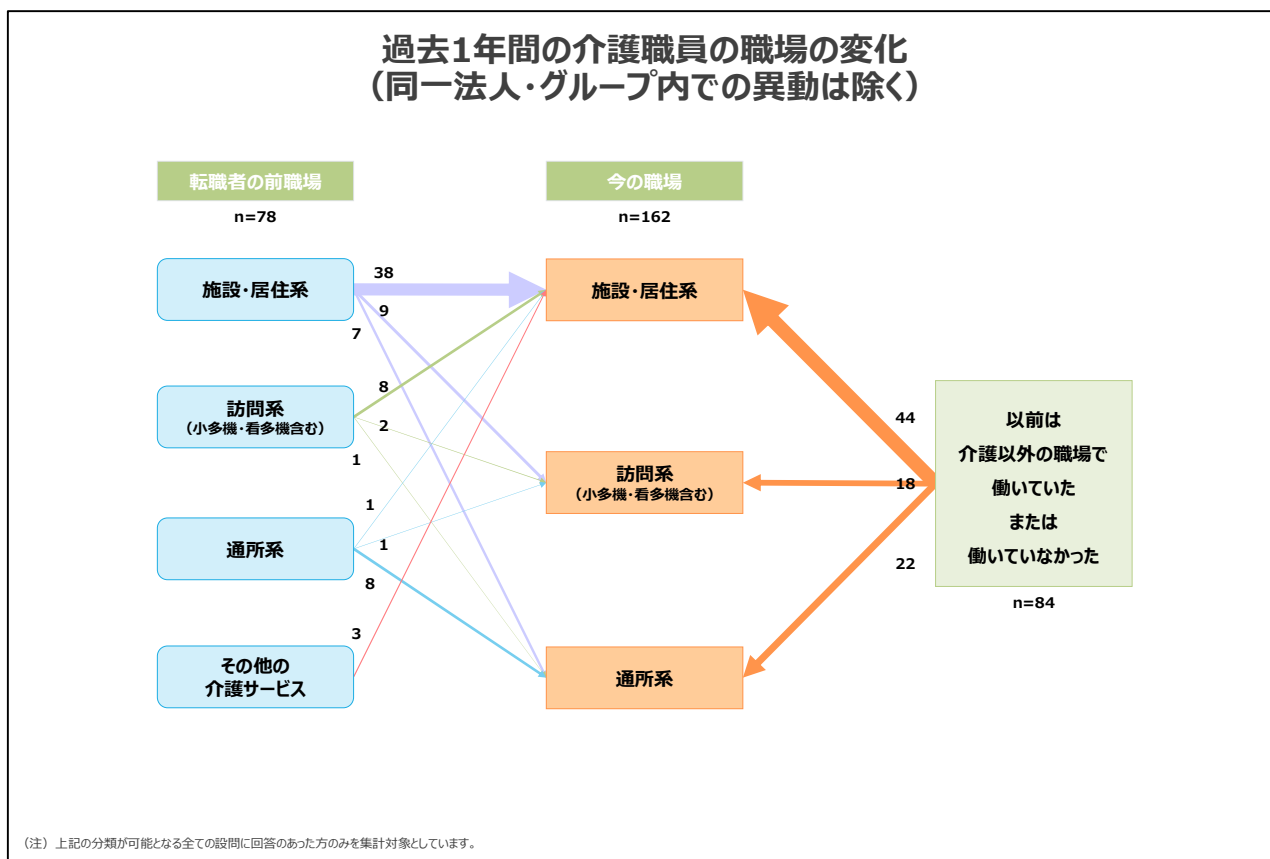 過去1年間の介護職員の職場の変化
（同一法人・グループ内での異動は除く）
転職者の前職場
今の職場
n=78
n=162
施設・居住系
38
9
7
施設・居住系
訪問系
（小多機・看多機含む）
8
2
1
訪問系
（小多機・看多機含む）
通所系
1
1
8
その他の
介護サービス
3
通所系
44
18
22
以前は
介護以外の職場で
働いていた
または
働いていなかった
n=84
（注）上記の分類が可能となる全ての設問に回答のあった方のみを集計対象としています。